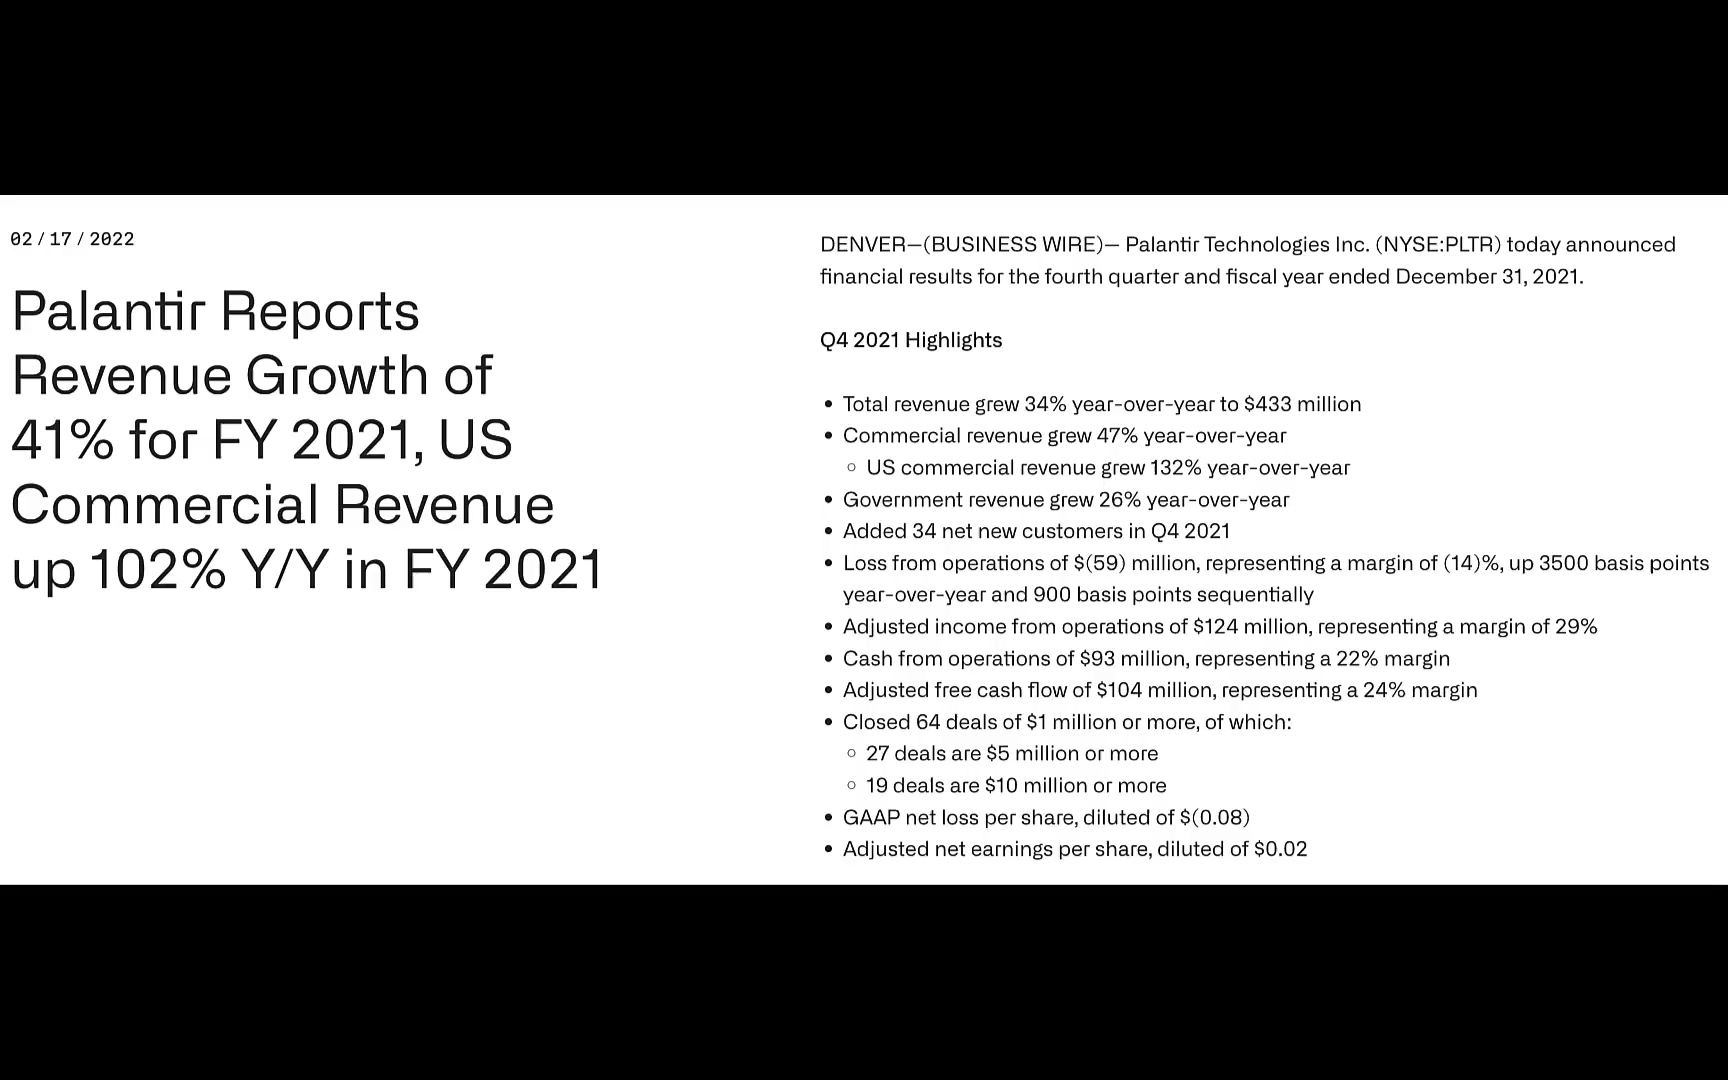 02 / 17 / 2022
Palantir Reports
Revenue Growth of
41% for FY 2021, US
Commercial Revenue
up 102% Y/Y in FY 2021
DENVER—(BUSINESS WIRE)— Palantir Technologies Inc. (NYSE:PLTR) today announced
financial results for the fourth quarter and fiscal year ended December 31, 2021.
Q4 2021 Highlights
• Total revenue grew 34% year-over-year to $433 million
• Commercial revenue grew 47% year-over-year
◦ US commercial revenue grew 132% year-over-year
• Government revenue grew 26% year-over-year
• Added 34 net new customers in Q4 2021
• Loss from operations of $(59) million, representing a margin of (14)%, up 3500 basis points
year-over-year and 900 basis points sequentially
• Adjusted income from operations of $124 million, representing a margin of 29%
• Cash from operations of $93 million, representing a 22% margin
• Adjusted free cash flow of $104 million, representing a 24% margin
• Closed 64 deals of $1 million or more, of which:
◦ 27 deals are $5 million or more
◦ 19 deals are $10 million or more
• GAAP net loss per share, diluted of $(0.08)
• Adjusted net earnings per share, diluted of $0.02